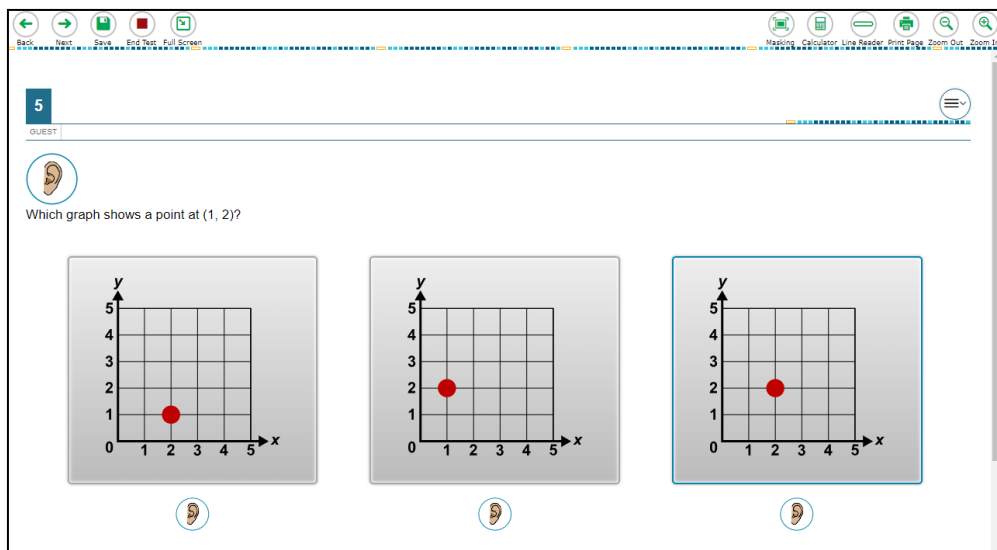 Back Next Save End Test Full Screen Masking Calculator Line Reader Print Page Zoom Out Zoom In
5
GUEST
Which graph shows a point at (1, 2)?
y
5
4
3
2
1
0 1 2 3 4 5 x
y
5
4
3
2
1
0 1 2 3 4 5 x
y
5
4
3
2
1
0 1 2 3 4 5 x